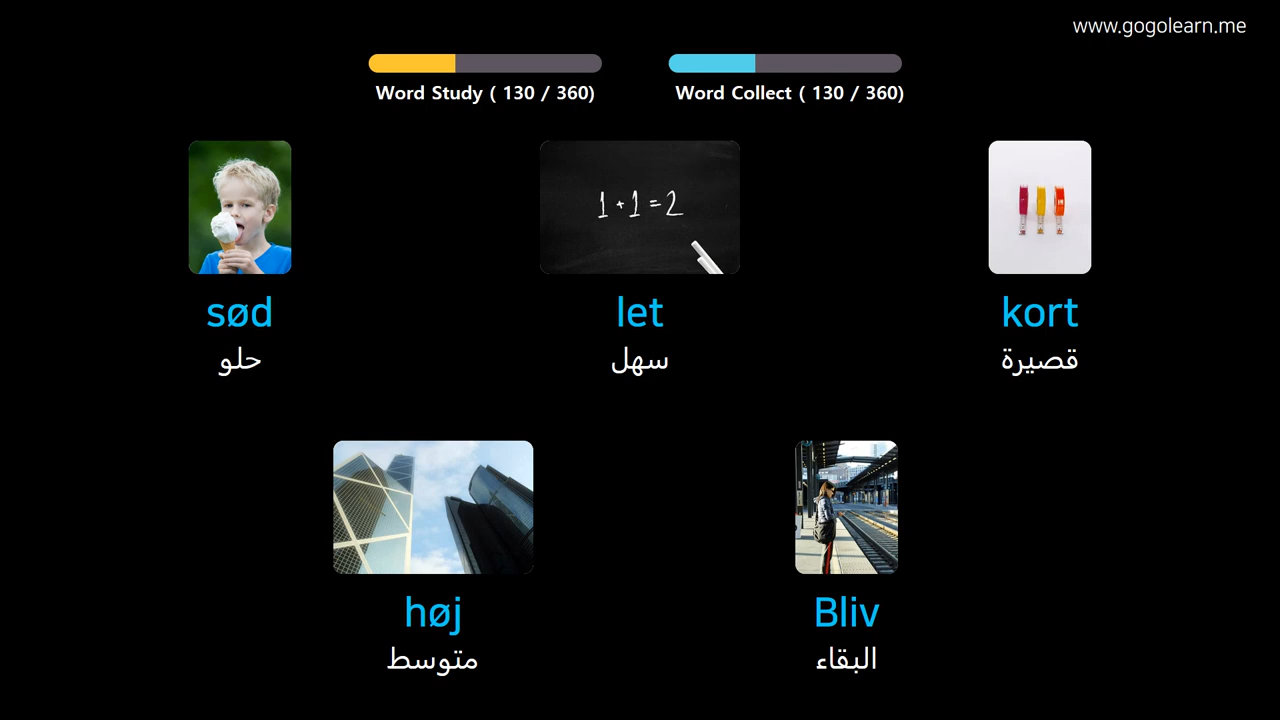 www.gogolearn.me
Word Study ( 130 / 360)
Word Collect ( 130 / 360)
1 + 1 = 2
sød
let
kort
حلو
سهل
قصيرة
høj
Bliv
متوسط
البقاء